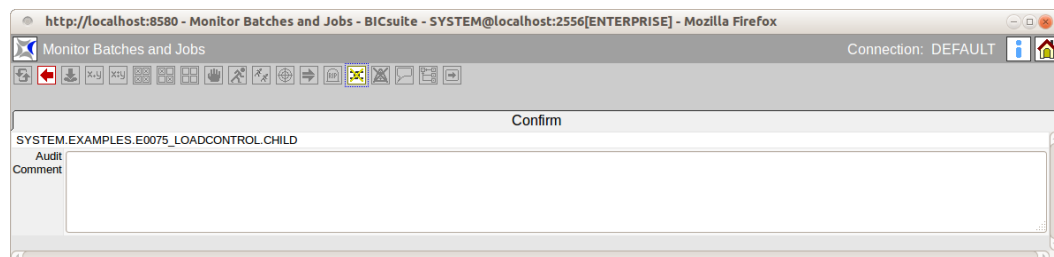 http://localhost:8580 - Monitor Batches and Jobs - BICsuite - SYSTEM@localhost:2556[ENTERPRISE] - Mozilla Firefox
Monitor Batches and Jobs Connection: DEFAULT
x.y x:y
Confirm
SYSTEM.EXAMPLES.E0075_LOADCONTROL.CHILD
Audit
Comment